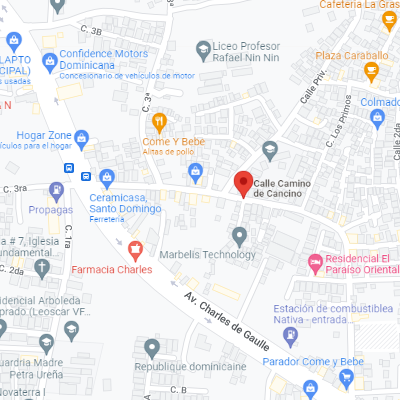 Cafetería La Gras
C. 3B
LAPTO
CIPAL)
s usadas
Confidence Motors
Dominicana
Concesionario de vehículos de motor
Liceo Profesor
Rafael Nin Nin
Plaza Caraballo
Calle Priv.
C. 3ª
Colmado
C. Los Primos
Calle 2da
& N
Hogar Zone
ículos para el hogar
Come Y Bebe
Alitas de pollo
C. 3ra
Propagas
C. 1ra
Ceramicasa,
Santo Domingo
Ferretería
Calle Camino
de Cancino
a # 7, Iglesia
undamental...
C. 2da
Farmacia Charles
Marbelis Technology
Residencial El
Paraíso Oriental
Av. Charles de Gaulle
idencial Arboleda
prado (Leoscar VF...
Estación de combustiblea
Nativa - entrada...
uardria Madre
Petra Ureña
Republique dominicaine
Parador Come y Bebe
C. B
Novaterra I